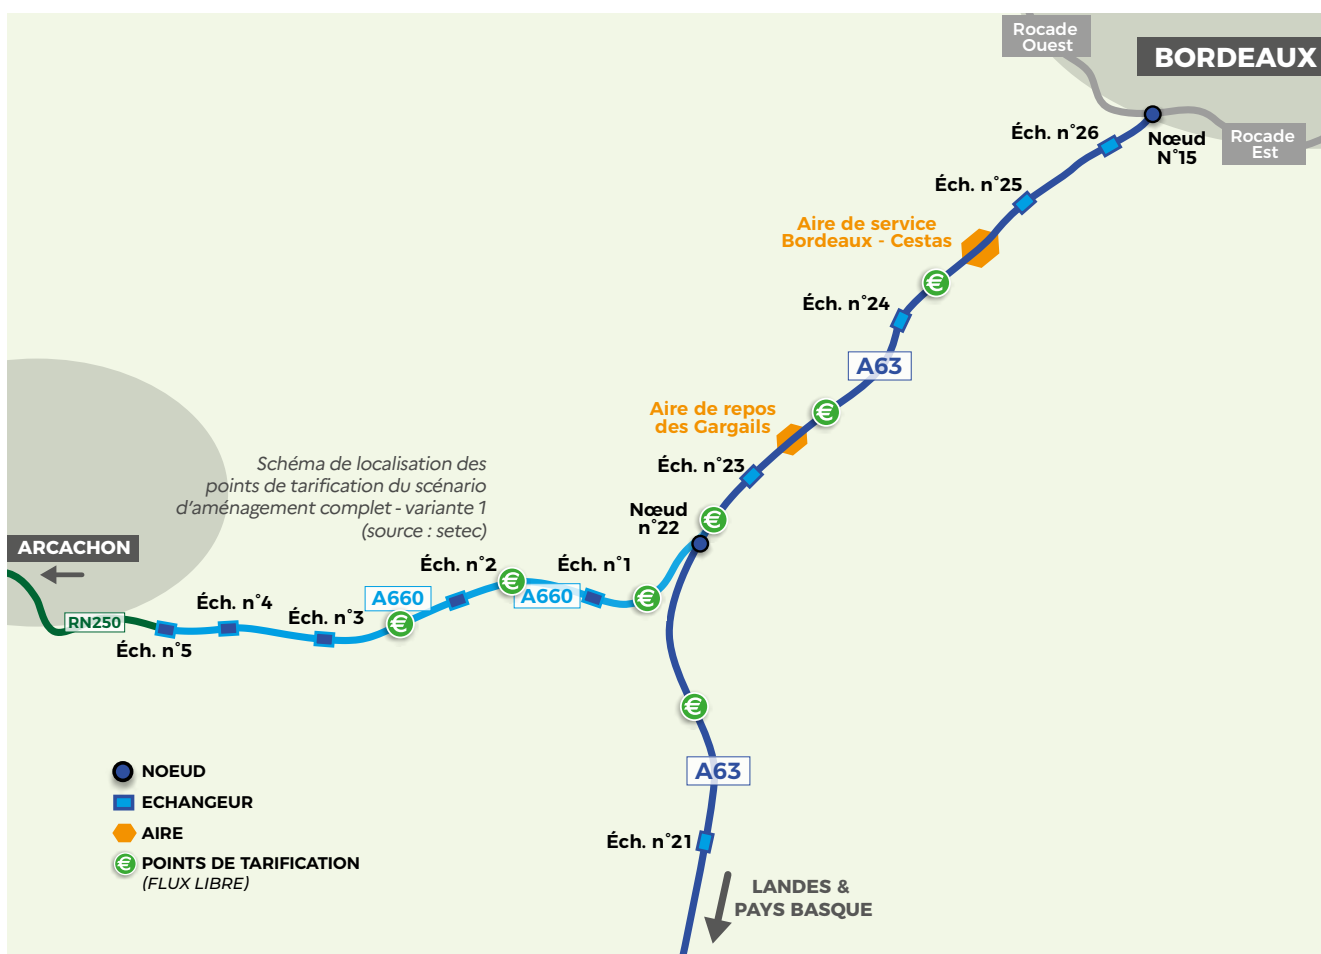 Rocade
Ouest
BORDEAUX
Éch. n°26
Nœud
N°15
Rocade
Est
Éch. n°25
Aire de service
Bordeaux - Cestas
€
Éch. n°24
A63
Aire de repos
des Gargails
€
Éch. n°23
Schéma de localisation des
points de tarification du scénario
d'aménagement complet - variante 1
(source : setec)
Nœud
n°22
€
ARCACHON
Éch. n°2
€
Éch. n°1
A660
A660
€
Éch. n°4
Éch. n°3
€
RN250
Éch. n°5
€
A63
NOEUD
ECHANGEUR
AIRE
€ POINTS DE TARIFICATION
(FLUX LIBRE)
Éch. n°21
LANDES &
PAYS BASQUE